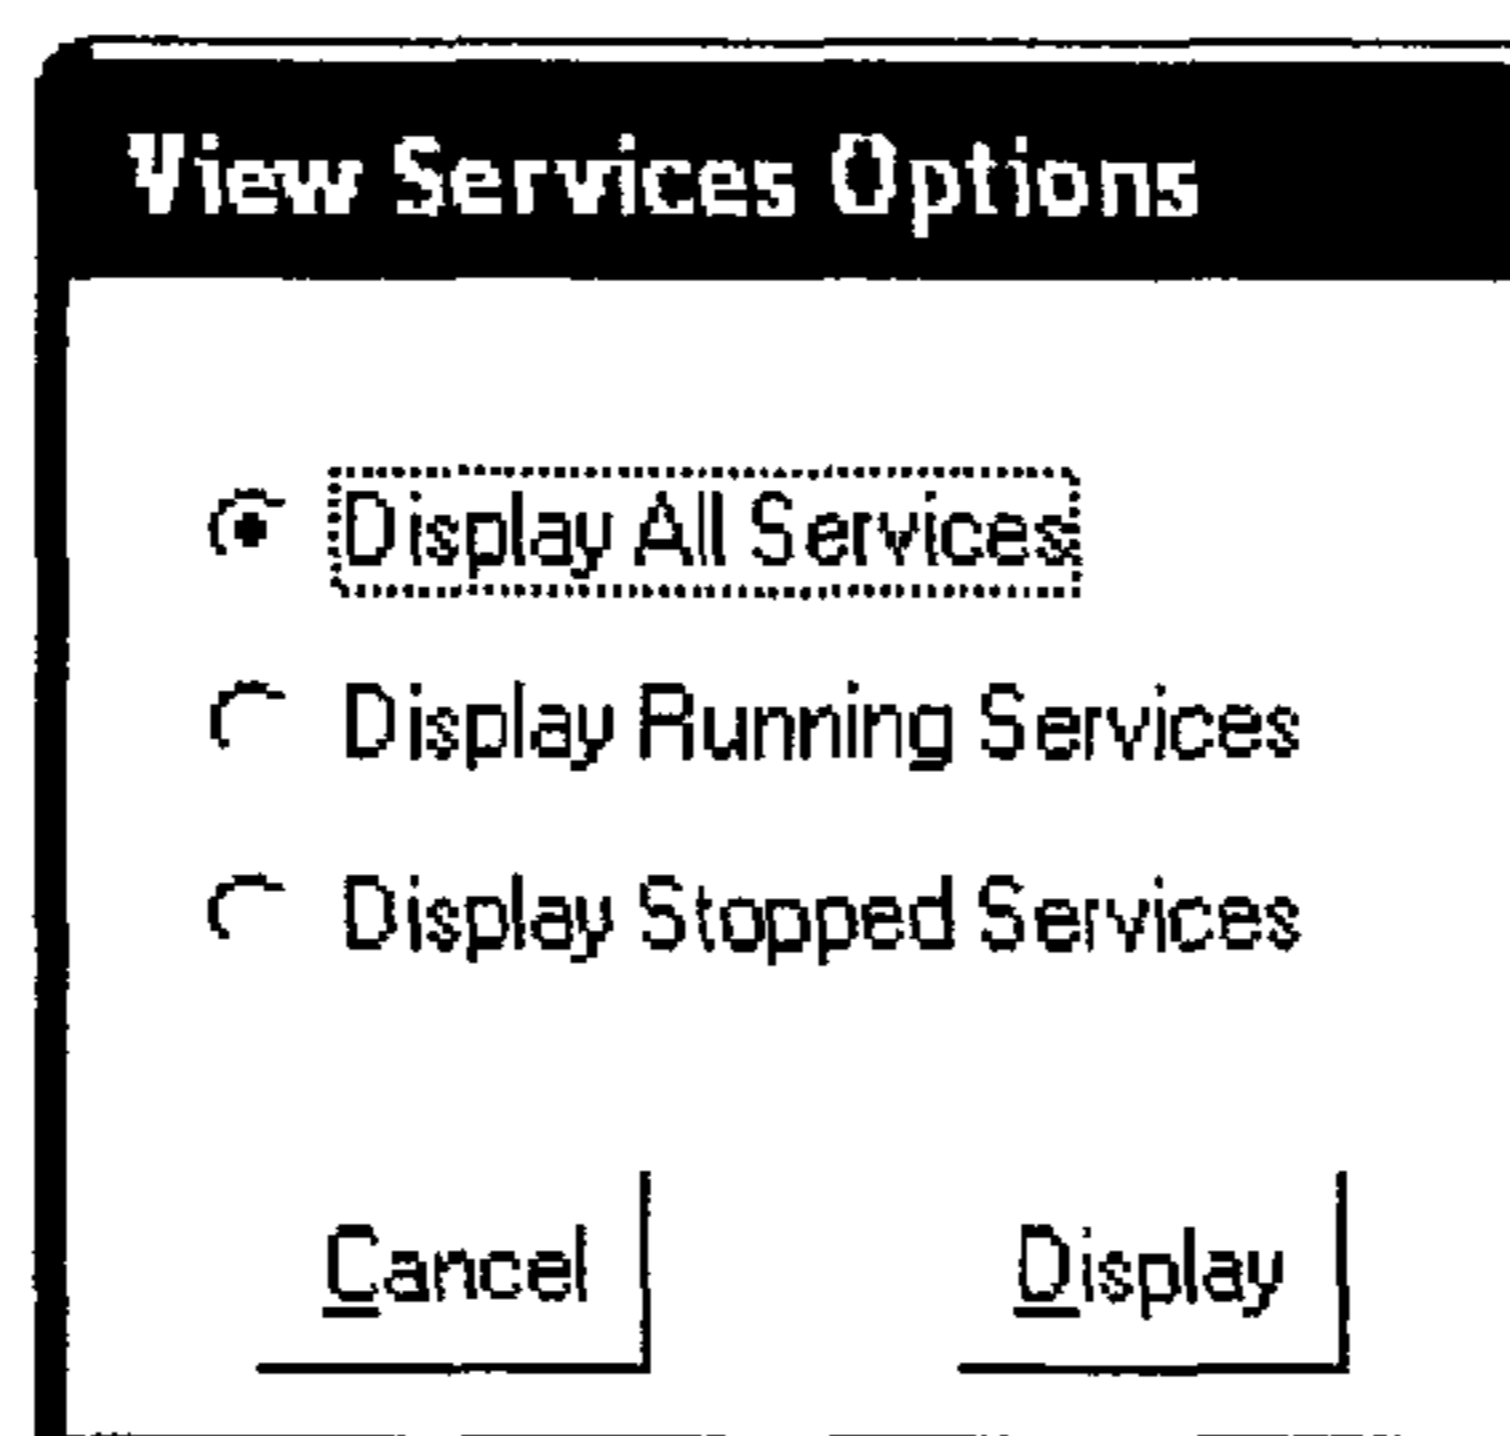 View Services Options
Display All Services
Display Running Services
Display Stopped Services
Cancel Display